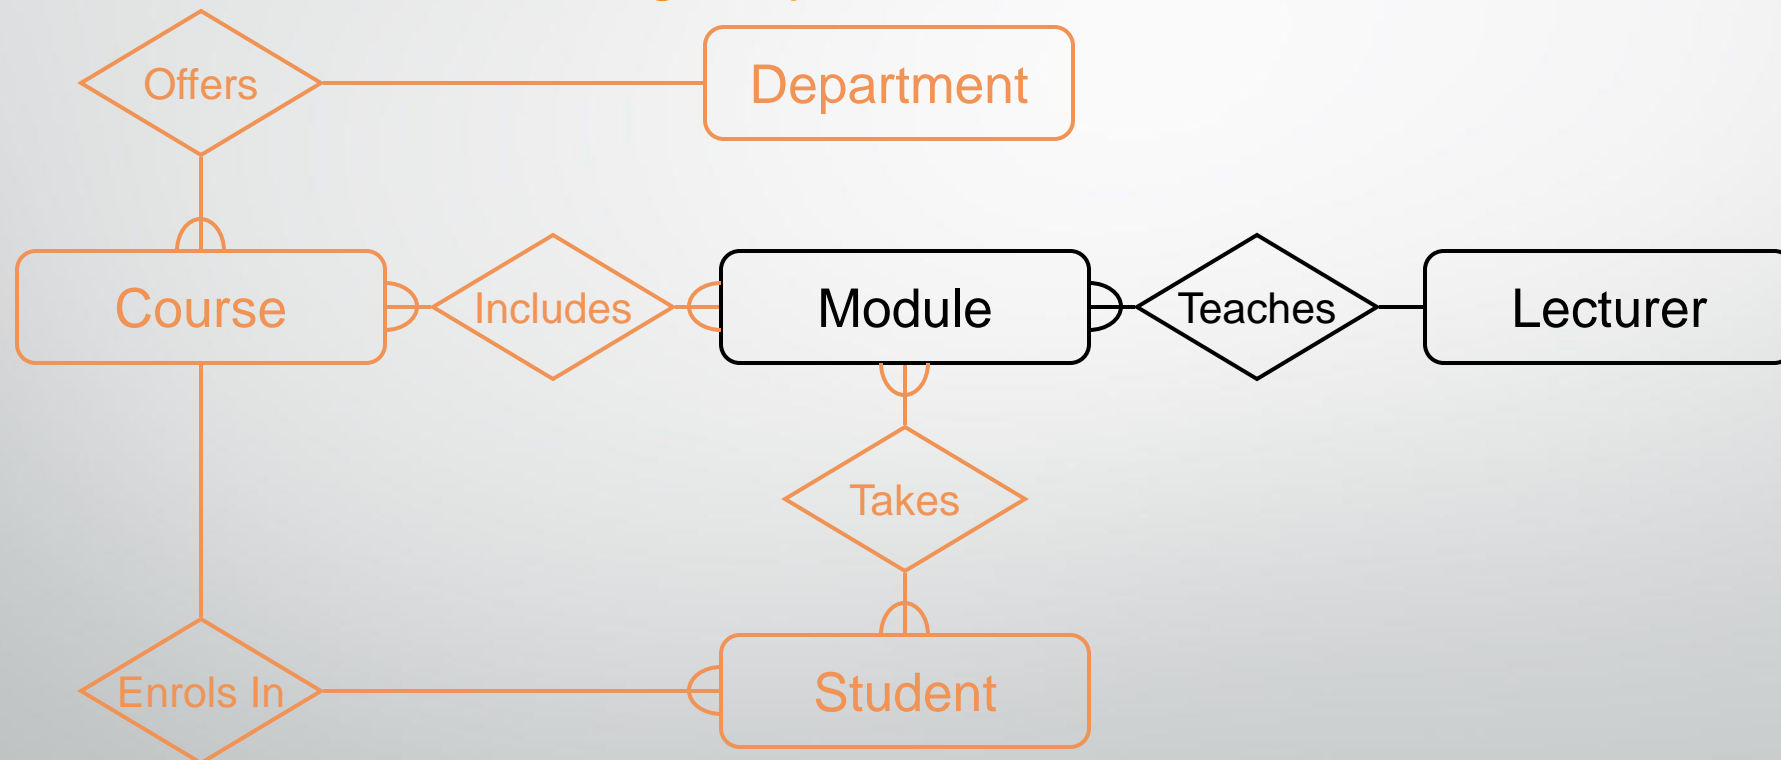 Offers
Department
Course
Includes
Module
Teaches
Lecturer
Takes
Enrols In
Student